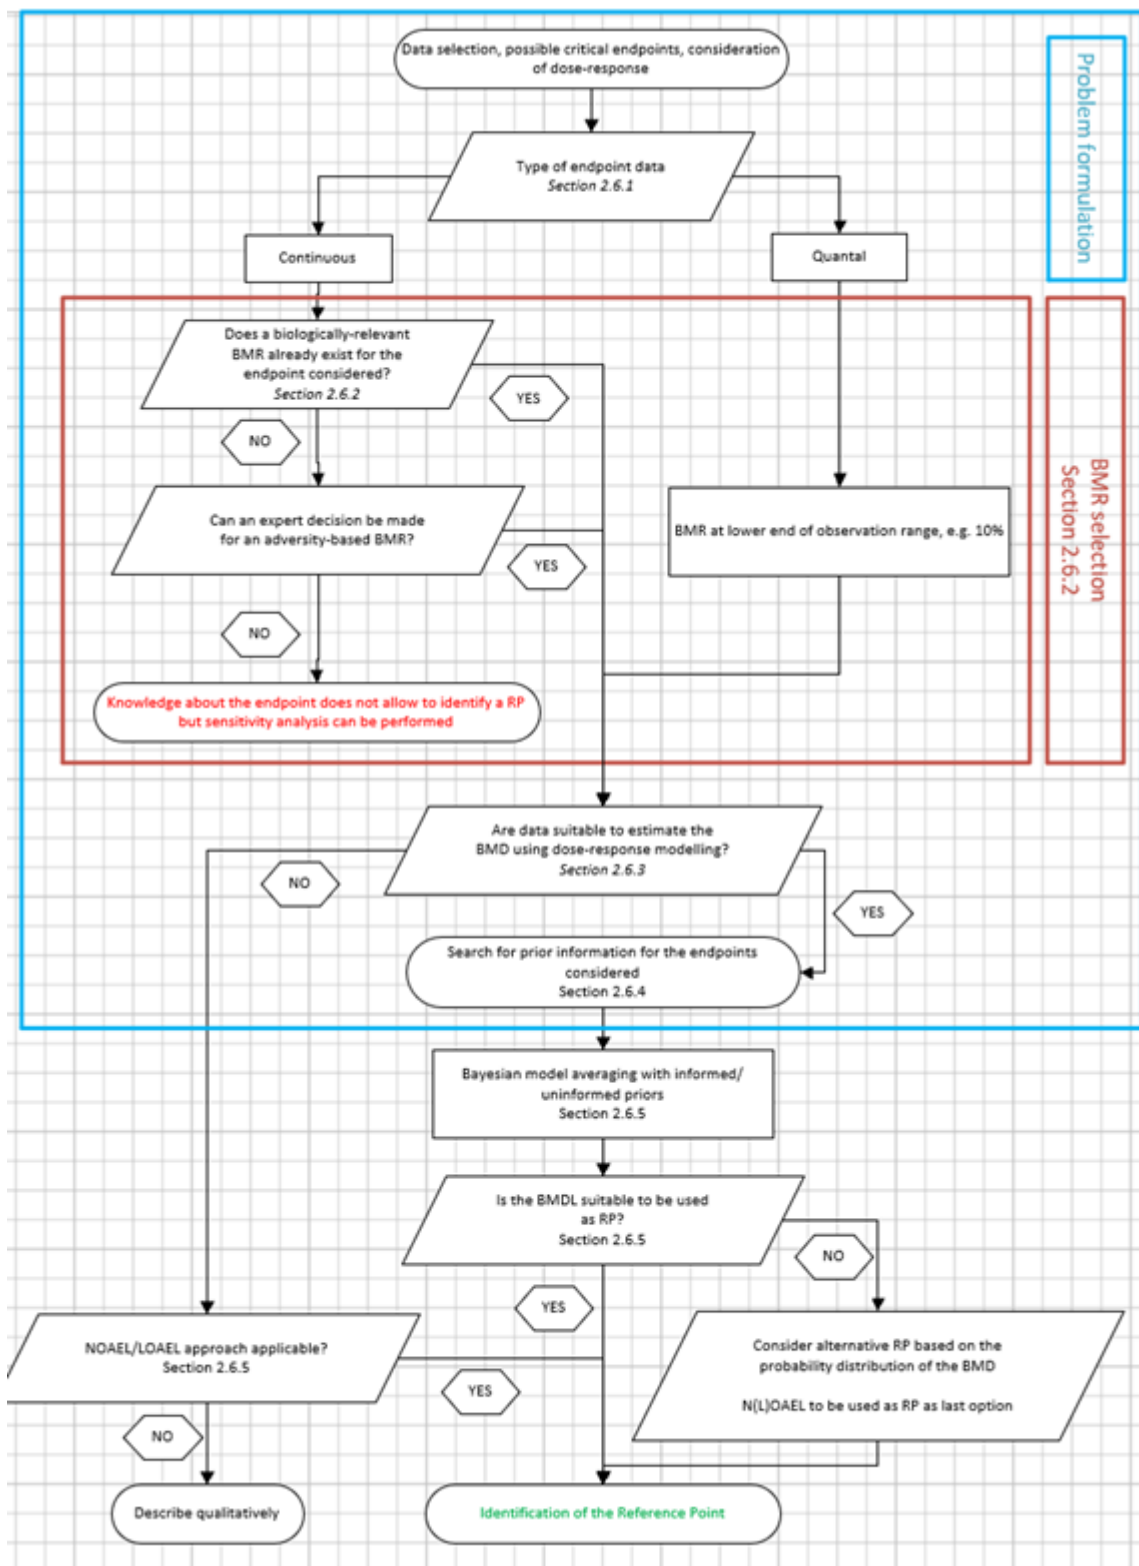 Data selection, possible critical endpoints, consideration
of dose-response
Problem formulation
Type of endpoint data
Section 2.6.1
Continuous
Quantal
Does a biologically-relevant
BMR already exist for the
endpoint considered?
Section 2.6.2
YES
NO
BMR selection
Section 2.6.2
Can an expert decision be made
for an adversity-based BMR?
BMR at lower end of observation range, e.g. 10%
YES
NO
Knowledge about the endpoint does not allow to identify a RP
but sensitivity analysis can be performed
Are data suitable to estimate the
BMD using dose-response modelling?
Section 2.6.3
NO
YES
Search for prior information for the endpoints
considered
Section 2.6.4
Bayesian model averaging with informed/
uninformed priors
Section 2.6.5
Is the BMDL suitable to be used
as RP?
Section 2.6.5
NO
YES
NOAEL/LOAEL approach applicable?
Section 2.6.5
Consider alternative RP based on the
probability distribution of the BMD
N(L)OAEL to be used as RP as last option
YES
NO
Describe qualitatively
Identification of the Reference Point